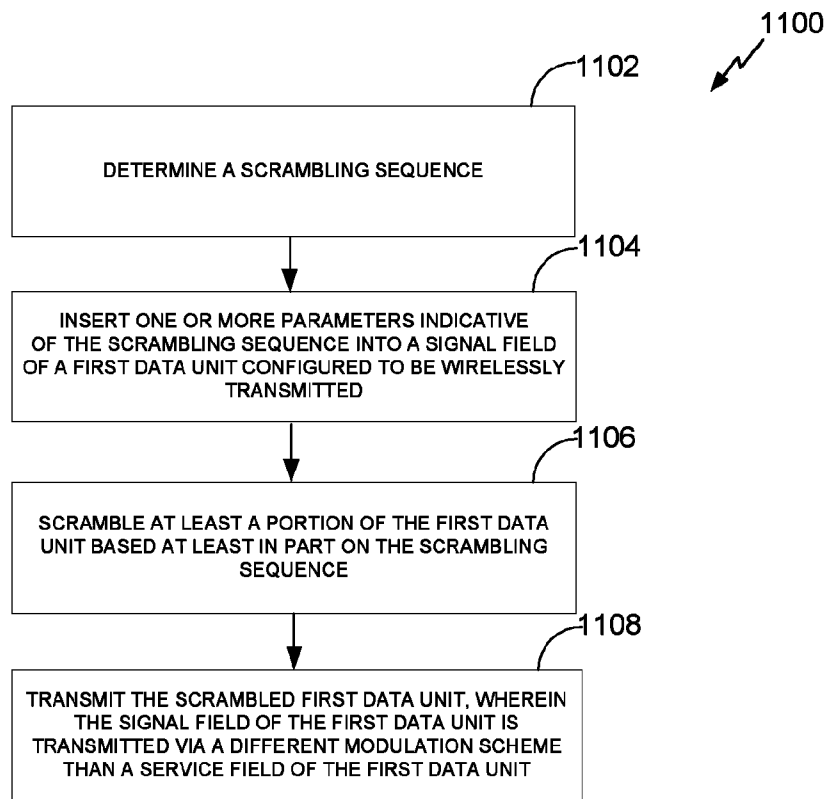 1100
1102
DETERMINE A SCRAMBLING SEQUENCE
1104
INSERT ONE OR MORE PARAMETERS INDICATIVE
OF THE SCRAMBLING SEQUENCE INTO A SIGNAL FIELD
OF A FIRST DATA UNIT CONFIGURED TO BE WIRELESSLY
TRANSMITTED
1106
SCRAMBLE AT LEAST A PORTION OF THE FIRST DATA
UNIT BASED AT LEAST IN PART ON THE SCRAMBLING
SEQUENCE
1108
TRANSMIT THE SCRAMBLED FIRST DATA UNIT, WHEREIN
THE SIGNAL FIELD OF THE FIRST DATA UNIT IS
TRANSMITTED VIA A DIFFERENT MODULATION SCHEME
THAN A SERVICE FIELD OF THE FIRST DATA UNIT